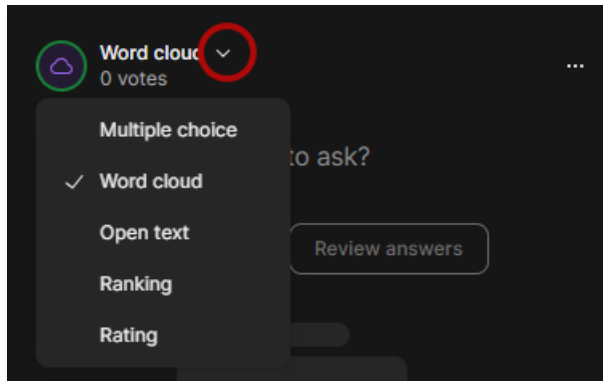 Word cloud
0 votes
...
Multiple choice
to ask?
Word cloud
Open text
Review answers
Ranking
Rating